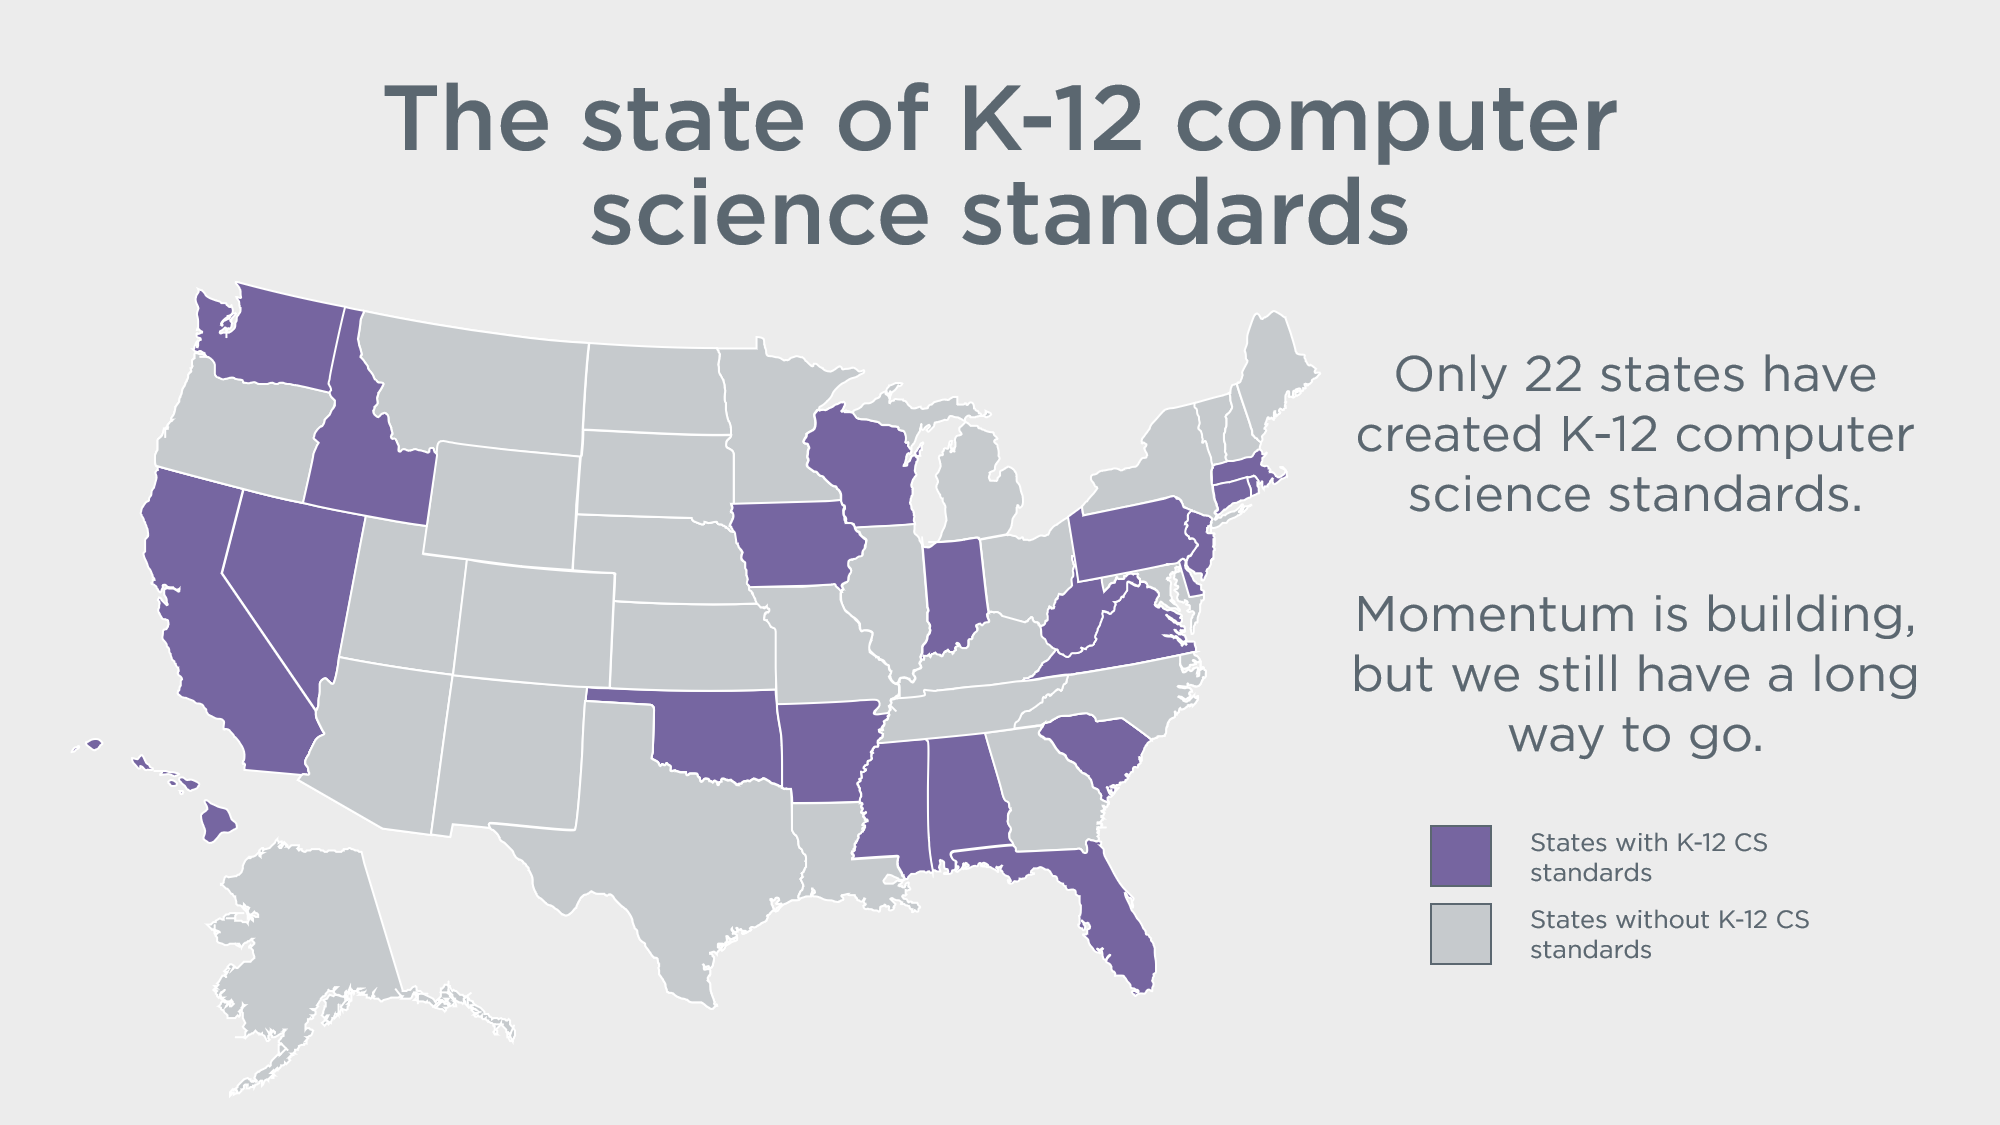 The state of K-12 computer
science standards
Only 22 states have
created K-12 computer
science standards.
Momentum is building,
but we still have a long
way to go.
States with K-12 CS
standards
States without K-12 CS
standards